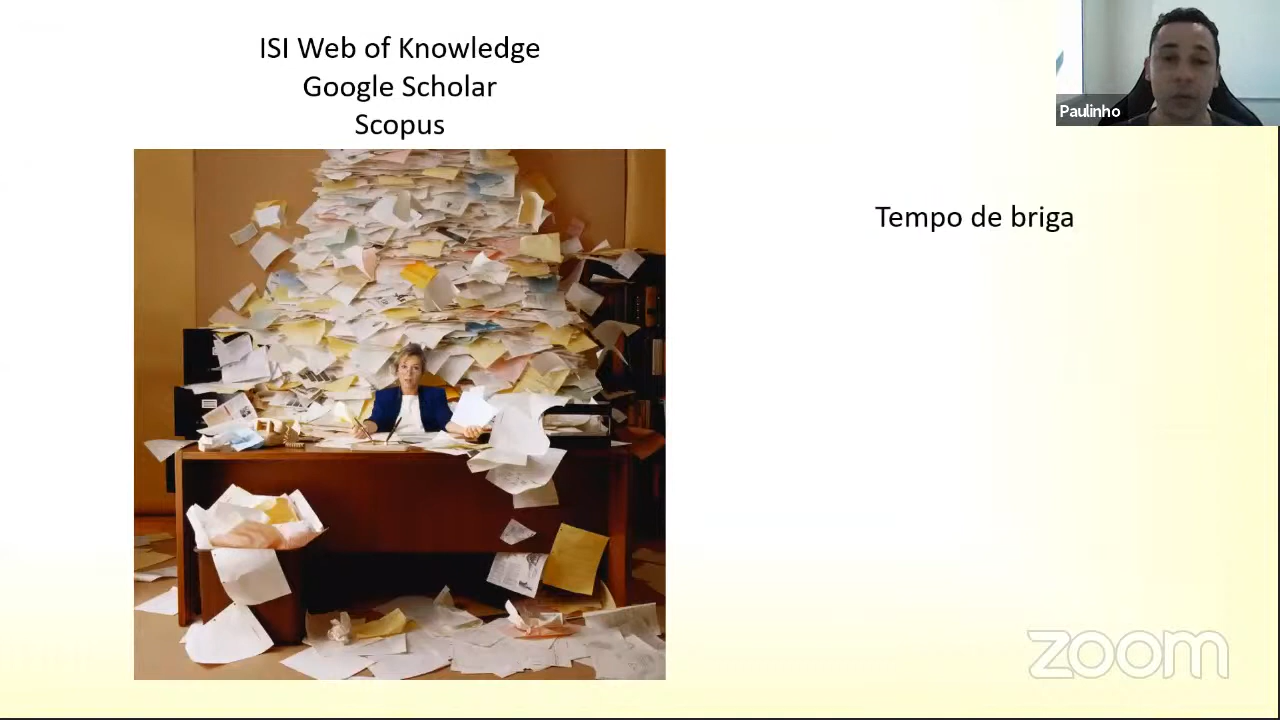 ISI Web of Knowledge
Google Scholar
Scopus
Paulinho
Tempo de briga
zoom